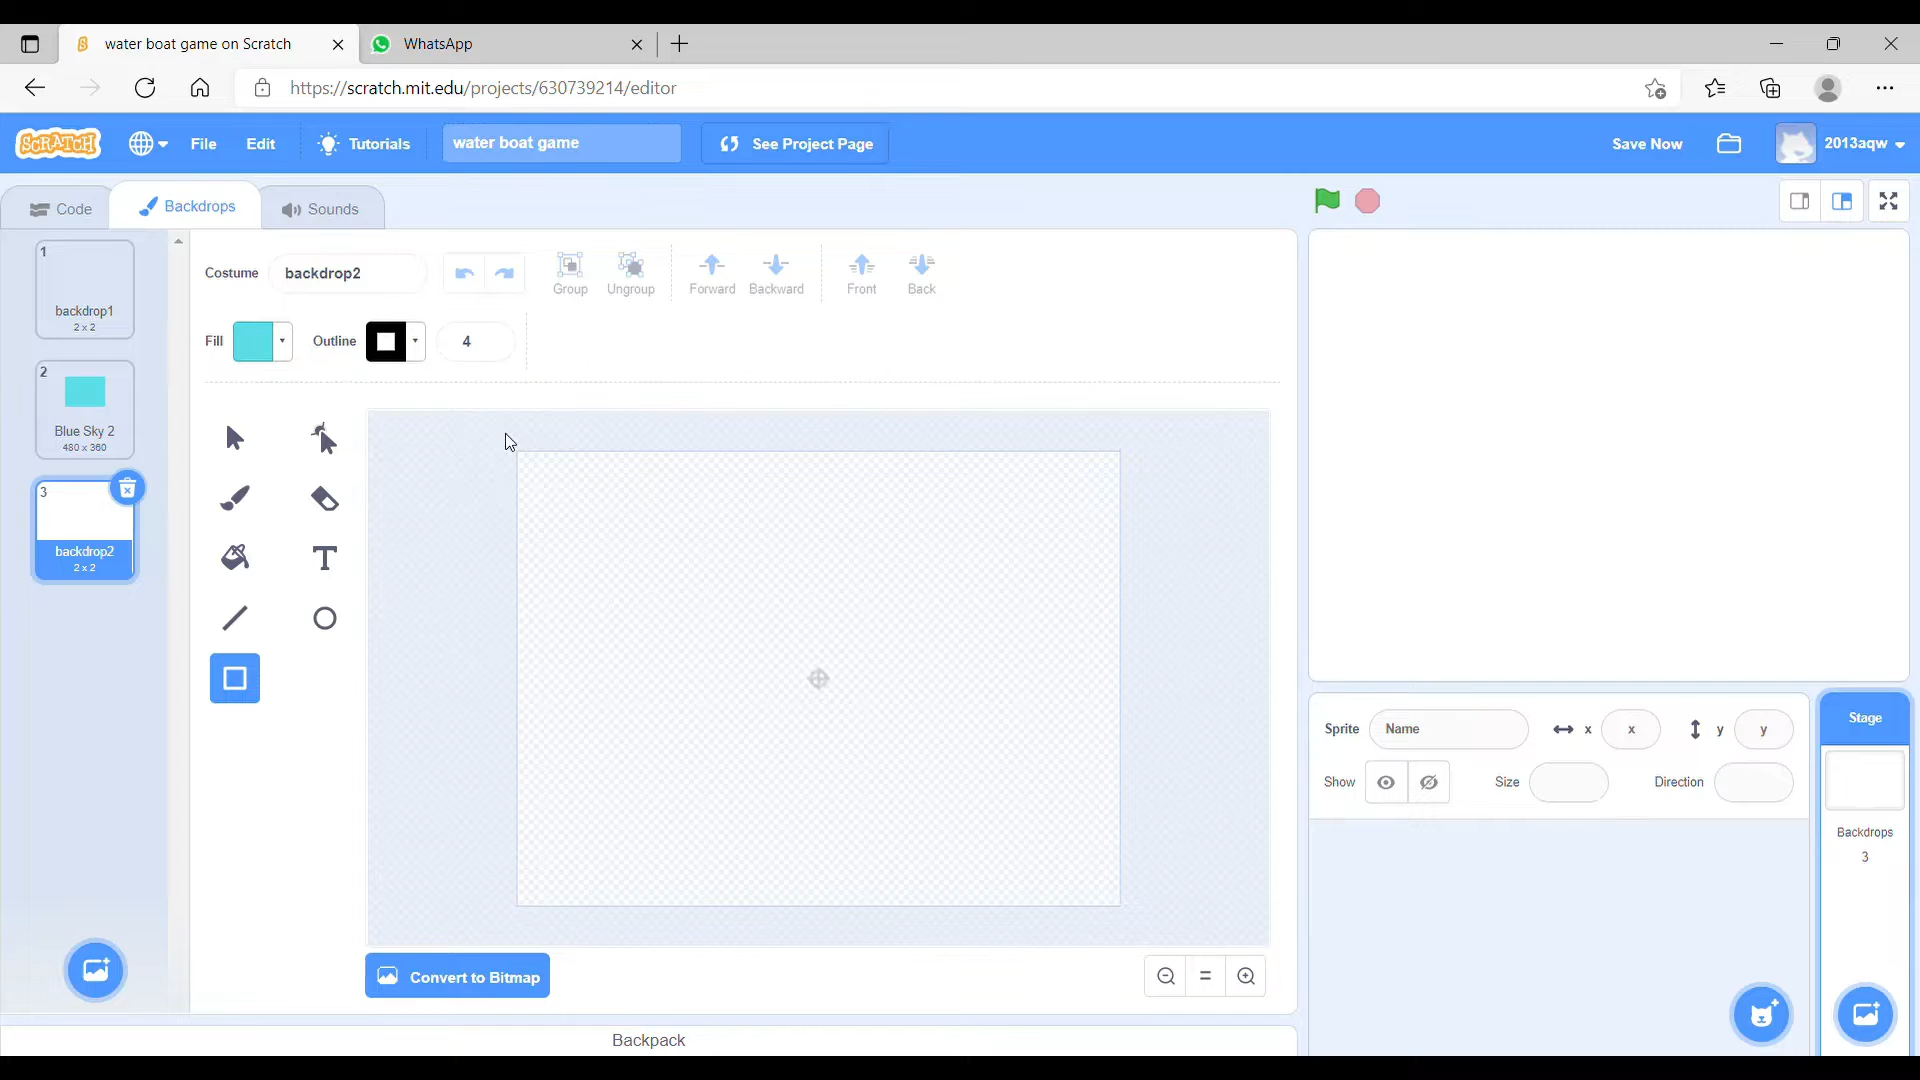 water boat game on Scratch
WhatsApp
https://scratch.mit.edu/projects/630739214/editor
SCRATCH
File
Edit
Tutorials
water boat game
See Project Page
Save Now
2013aqw
Code
Backdrops
Sounds
1
backdrop1
2 x 2
2
Blue Sky 2
480 x 360
3
backdrop2
2 x 2
Costume
backdrop2
Group
Ungroup
Forward
Backward
Front
Back
Fill
Outline
4
T
Convert to Bitmap
Backpack
Sprite
Name
x
x
y
y
Show
Size
Direction
Stage
Backdrops
3